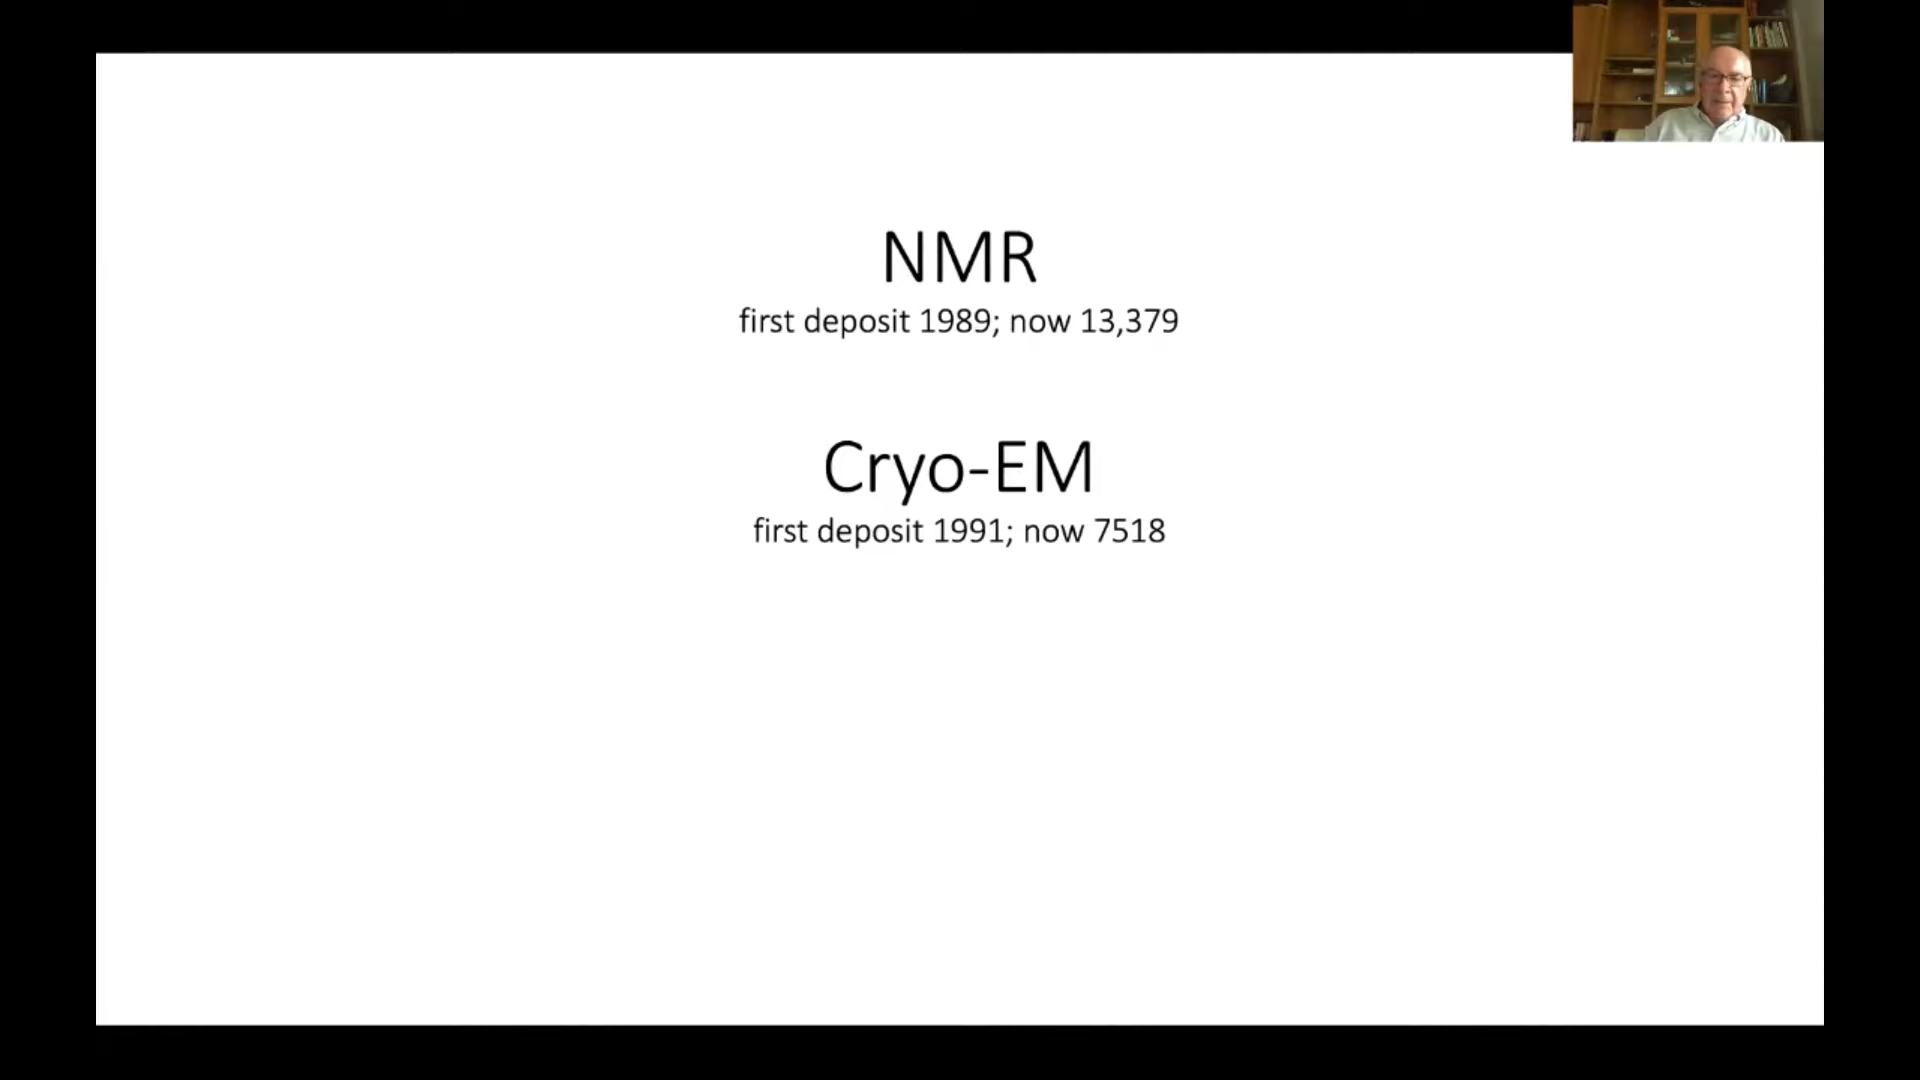 NMR
first deposit 1989; now 13,379
Cryo-EM
first deposit 1991; now 7518